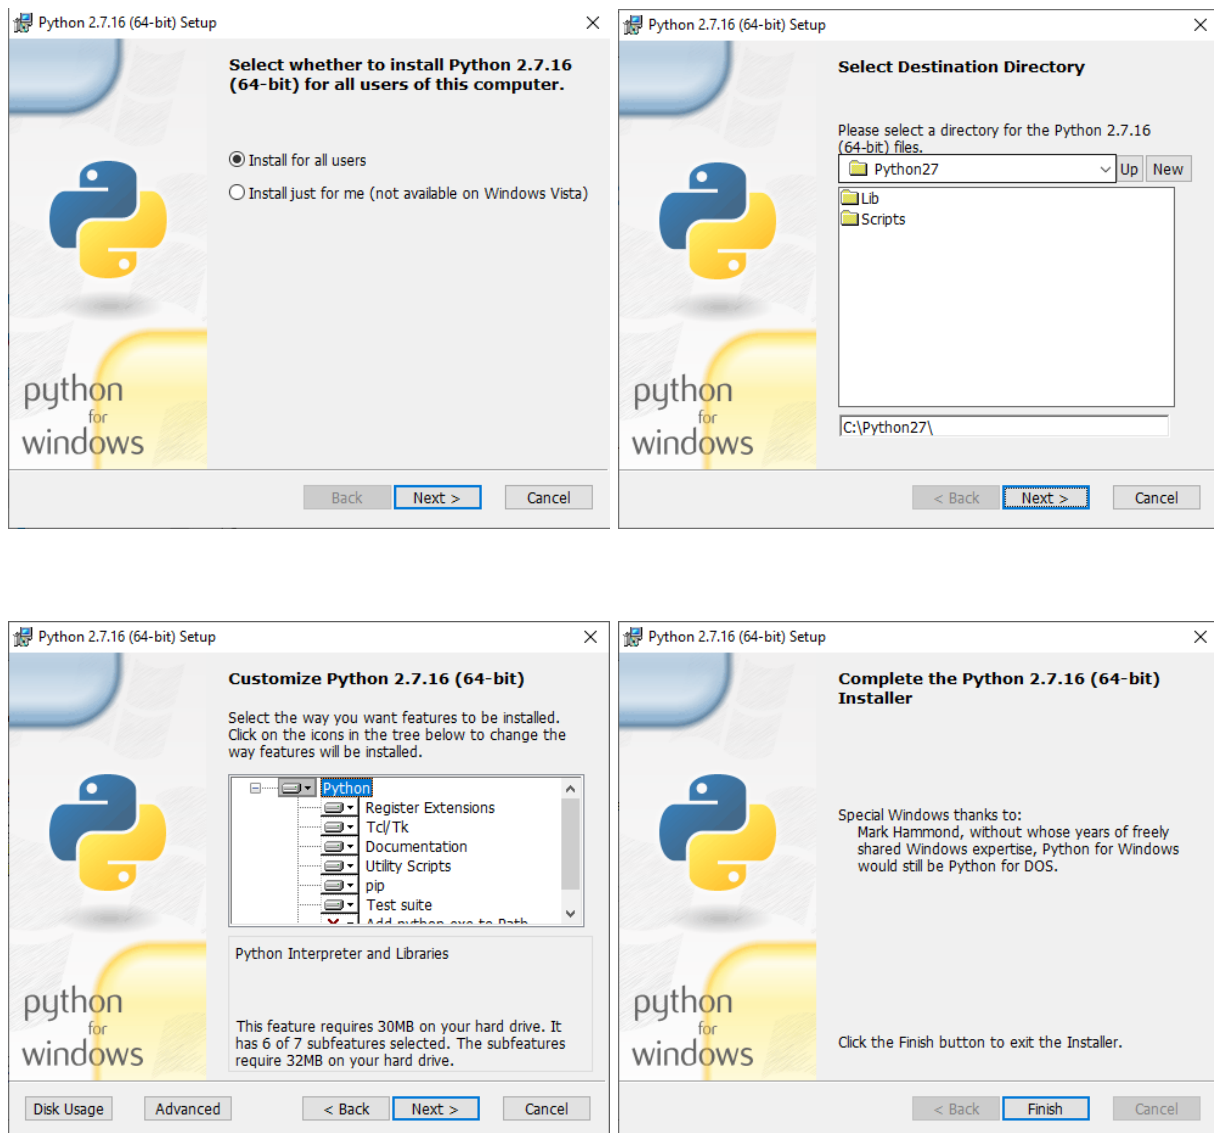 Python 2.7.16 (64-bit) Setup
Select whether to install Python 2.7.16
(64-bit) for all users of this computer.
Install for all users
Install just for me (not available on Windows Vista)
python
for
windows
Back
Next >
Cancel
Python 2.7.16 (64-bit) Setup
Select Destination Directory
Please select a directory for the Python 2.7.16
(64-bit) files.
Python27
Up
New
Lib
Scripts
C:\Python27\
python
for
windows
< Back
Next >
Cancel
Python 2.7.16 (64-bit) Setup
Customize Python 2.7.16 (64-bit)
Select the way you want features to be installed.
Click on the icons in the tree below to change the
way features will be installed.
Python
Register Extensions
Tcl/Tk
Documentation
Utility Scripts
pip
Test suite
Add python.exe to Path
Python Interpreter and Libraries
This feature requires 30MB on your hard drive. It
has 6 of 7 subfeatures selected. The subfeatures
require 32MB on your hard drive.
python
for
windows
Disk Usage
Advanced
< Back
Next >
Cancel
Python 2.7.16 (64-bit) Setup
Complete the Python 2.7.16 (64-bit)
Installer
Special Windows thanks to:
Mark Hammond, without whose years of freely
shared Windows expertise, Python for Windows
would still be Python for DOS.
Click the Finish button to exit the Installer.
python
for
windows
< Back
Finish
Cancel